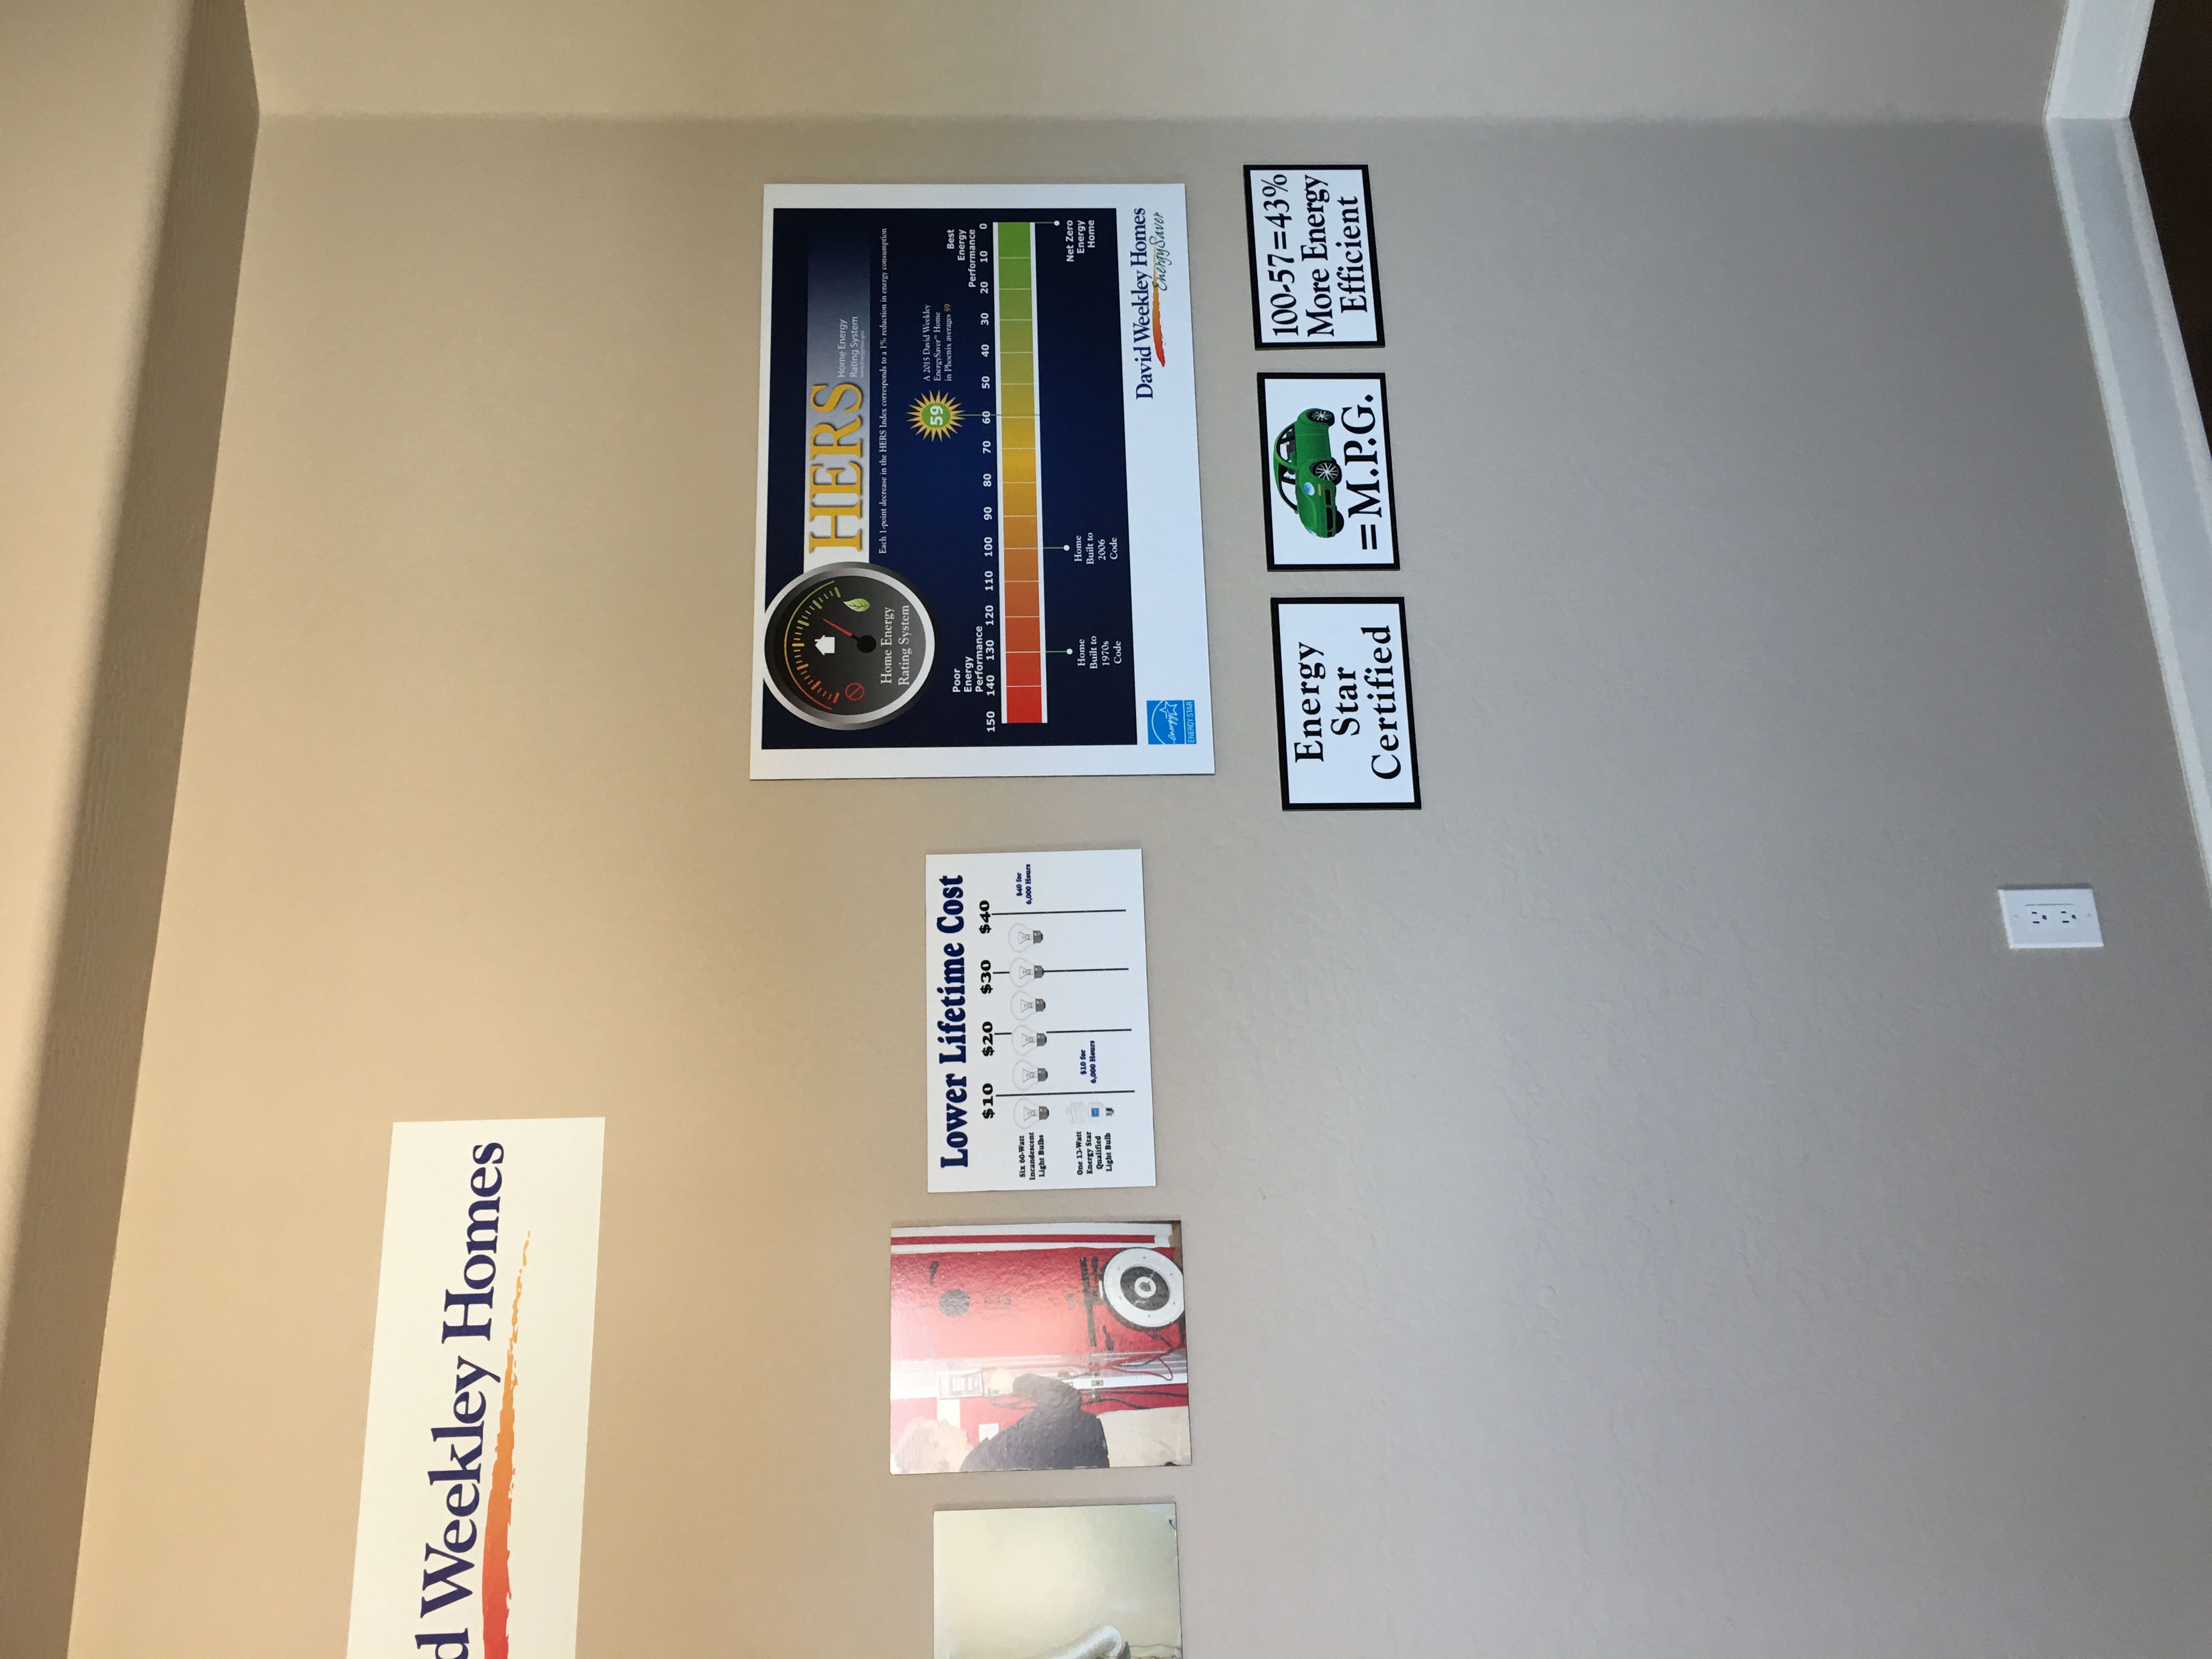 d Weekley Homes
Lower Lifetime Cost
$10 $20 $30 $40
Six 60-Watt
Incandescent
Light Bulbs
$40 for
6,000 Hours
One 13-Watt
Energy Star
Qualified
Light Bulb
$10 for
6,000 Hours
Home Energy
Rating System
HERS
Home Energy
Rating System
Each 1-point decrease in the HERS Index corresponds to a 1% reduction in energy consumption
59
A 2015 David Weekley
EnergySaver™ Home
in Phoenix averages 59
Poor
Energy
Performance
Best
Energy
Performance
150 140 130 120 110 100 90 80 70 60 50 40 30 20 10 0
Home
Built to
1970s
Code
Home
Built to
2006
Code
Net Zero
Energy
Home
energy
ENERGY STAR
David Weekley Homes
EnergySaver
Energy
Star
Certified
=M.P.G.
100-57=43%
More Energy
Efficient